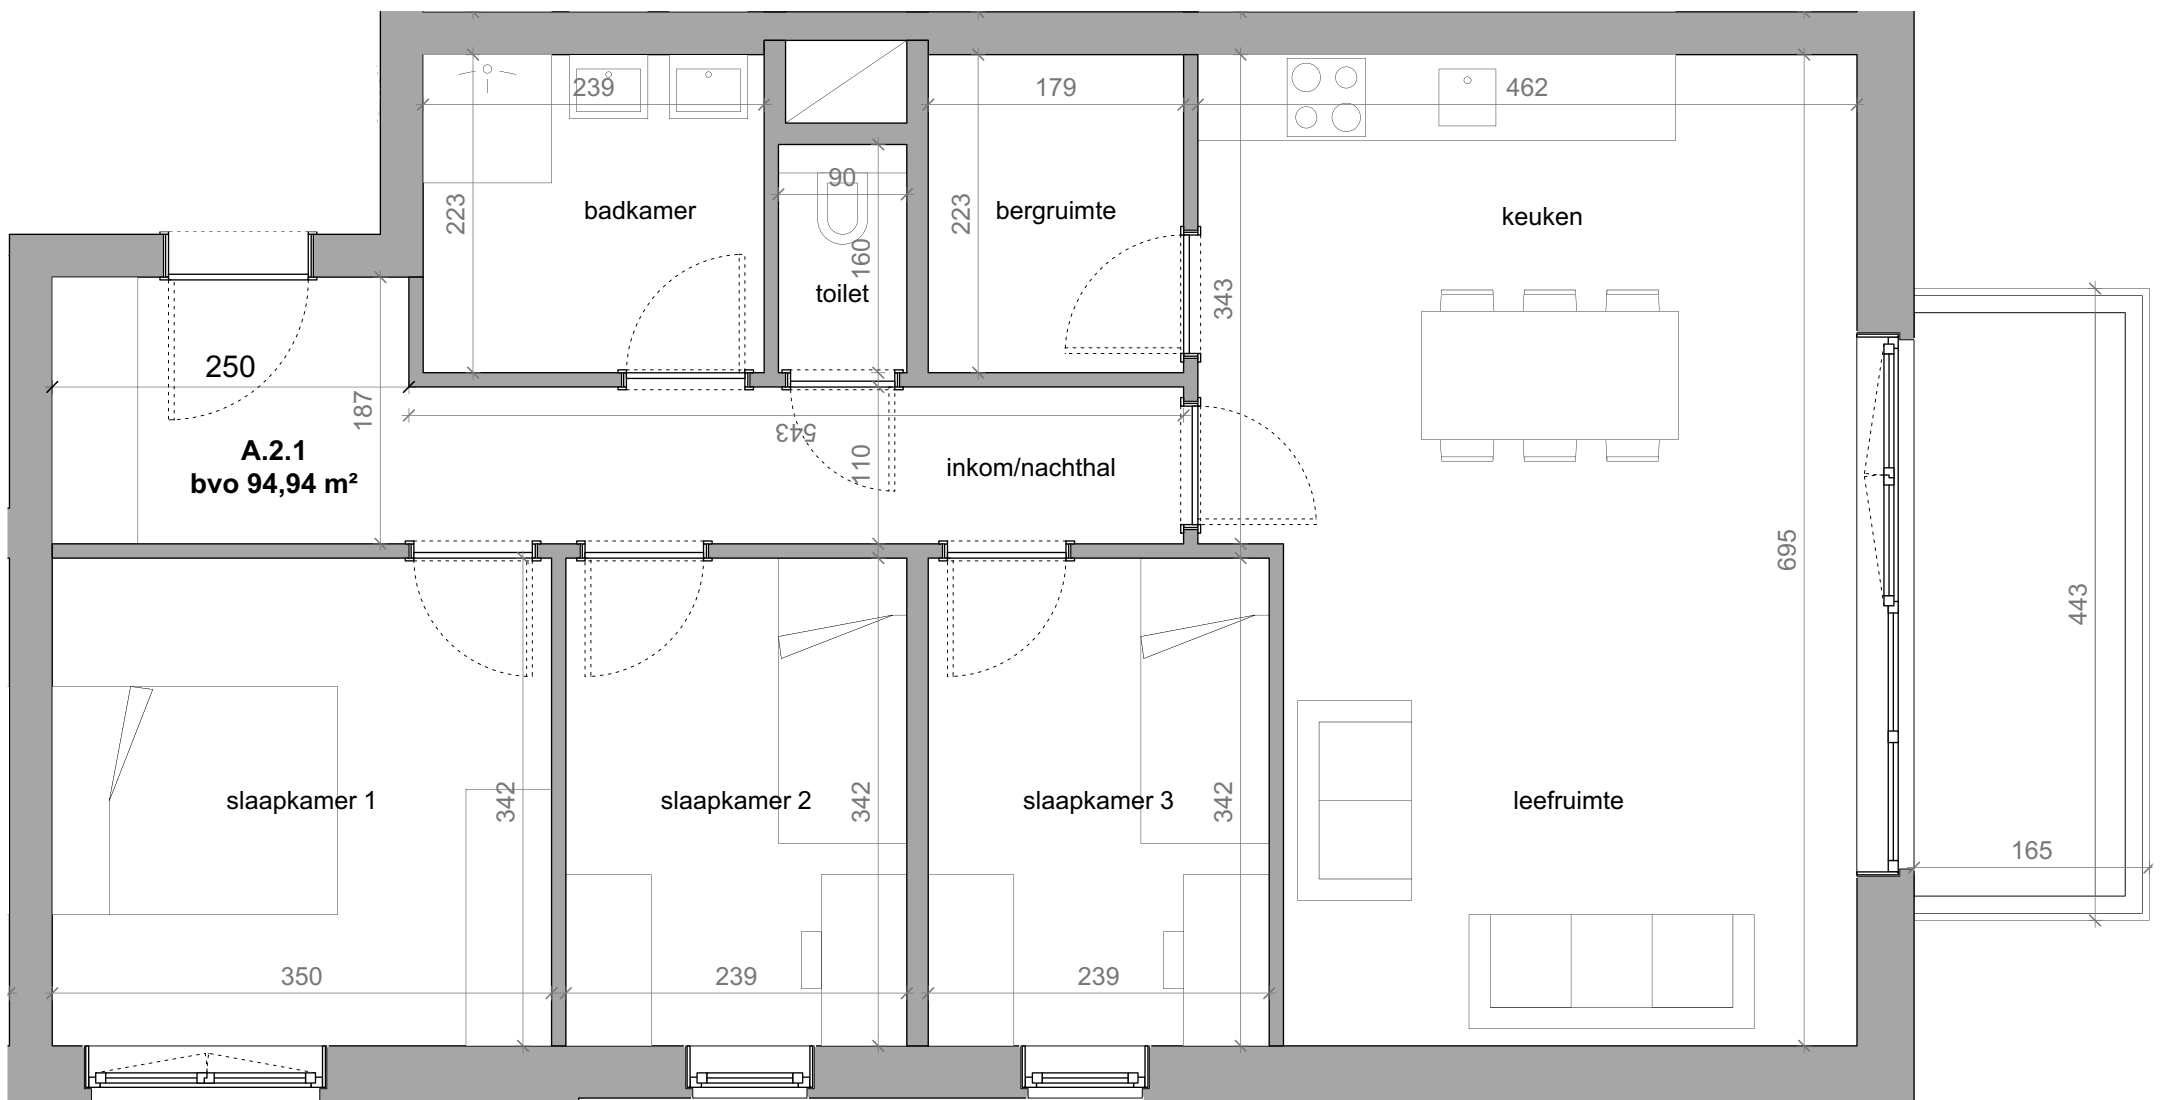 239
179
462
90
223
badkamer
223
bergruimte
keuken
160
toilet
343
250
187
543
A.2.1
bvo 94,94 m²
110
inkom/nachthal
695
443
slaapkamer 1
342
slaapkamer 2
342
slaapkamer 3
342
leefruimte
165
350
239
239